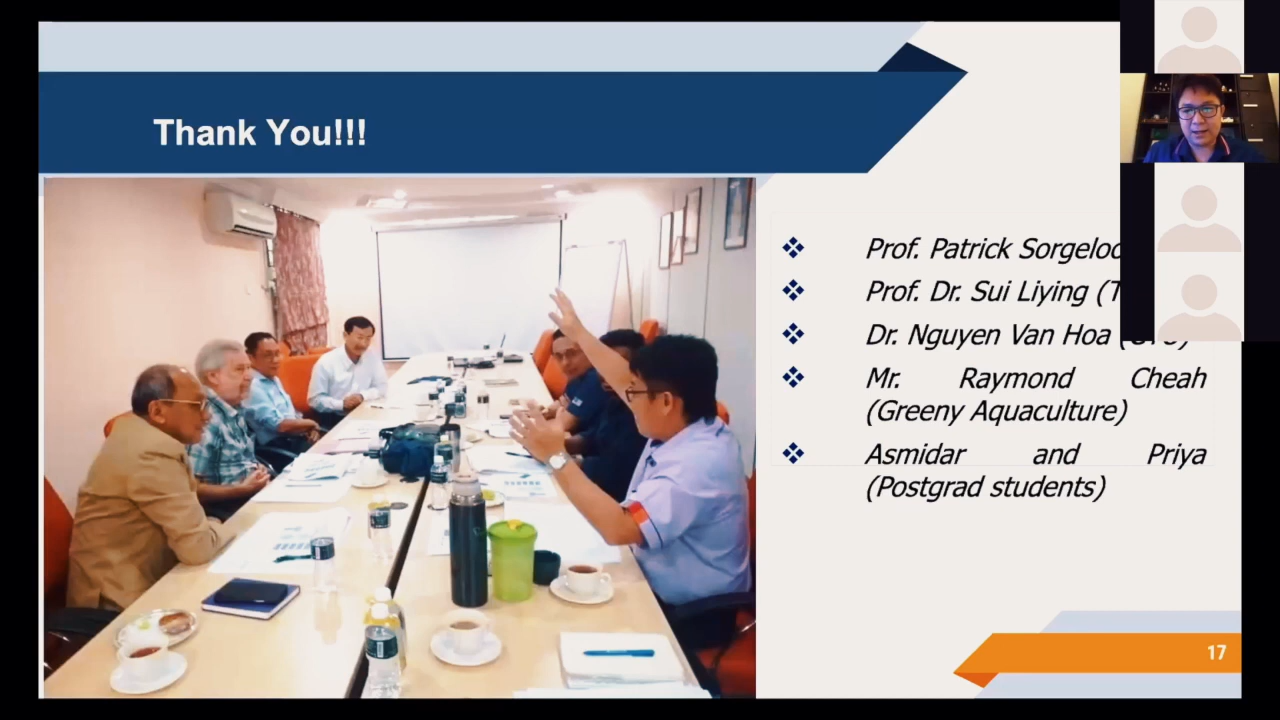 Thank You!!!
Prof. Patrick
Prof. Dr. Sui Liying
Dr. Nguyen Van Hoa
Mr. Raymond Cheah
(Greeny Aquaculture)
Asmidar and Priya
(Postgrad students)
17